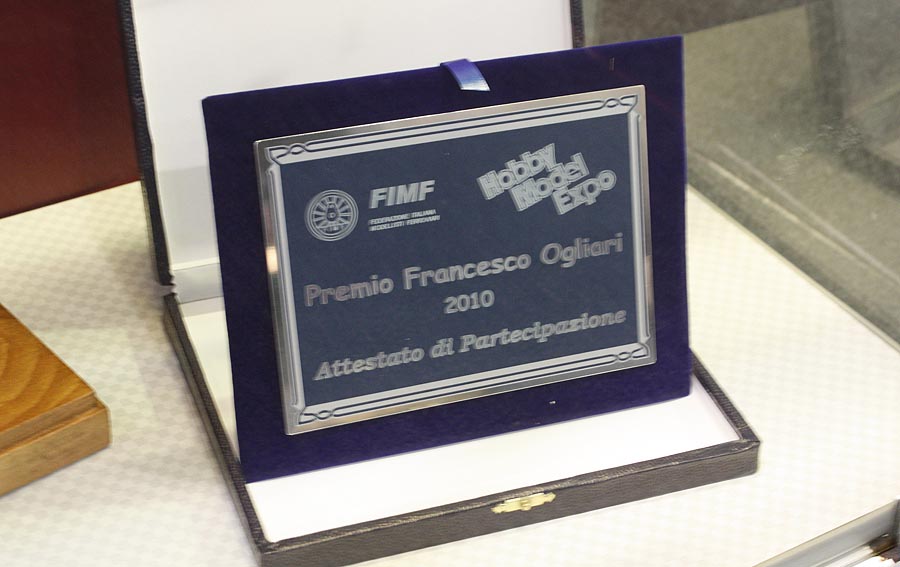 FIMF
FEDERAZIONE ITALIANA
MODELLISTI FERROVIARI
Hobby
Model
Expo
Premio Francesco Ogliari
2010
Attestato di Partecipazione